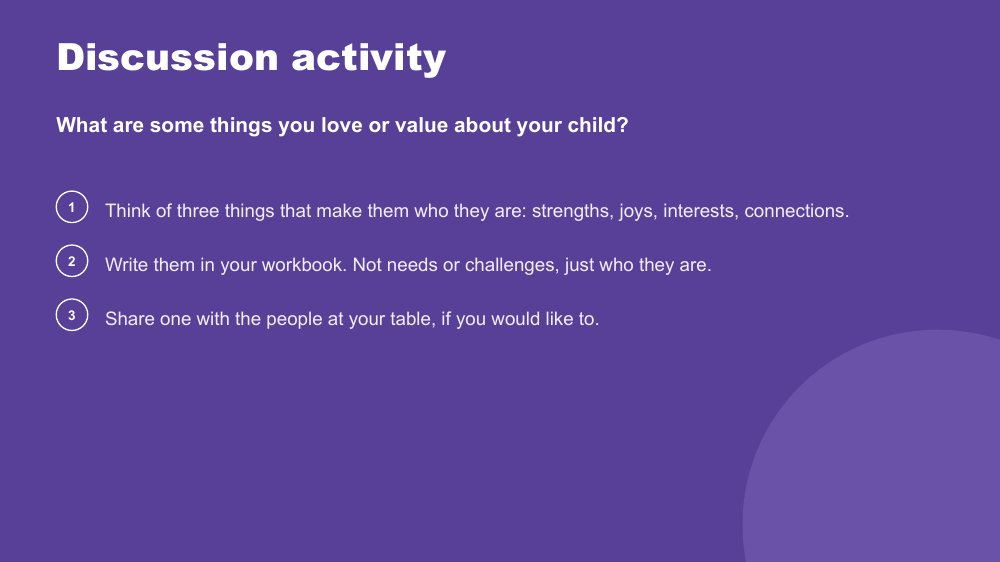 Discussion activity
What are some things you love or value about your child?
1 Think of three things that make them who they are: strengths, joys, interests, connections.
2 Write them in your workbook. Not needs or challenges, just who they are.
3 Share one with the people at your table, if you would like to.